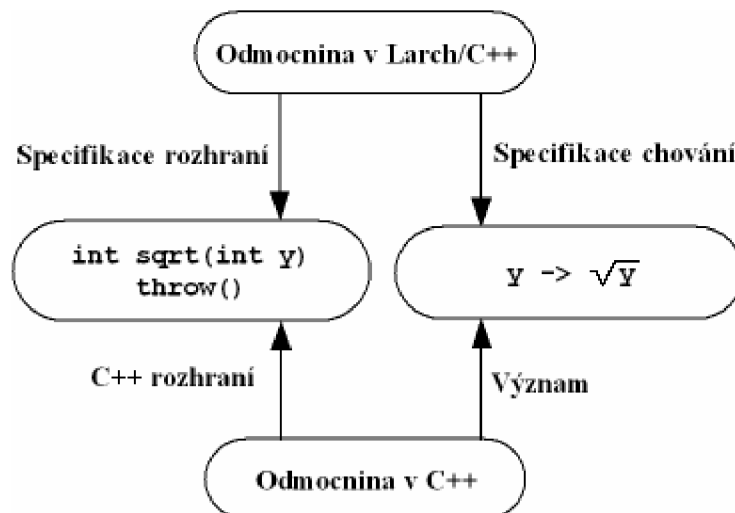 Odmocnina v Larch/C++
Specifikace rozhraní
Specifikace chování
int sqrt(int y)
throw()
y -> √y
C++ rozhraní
Význam
Odmocnina v C++